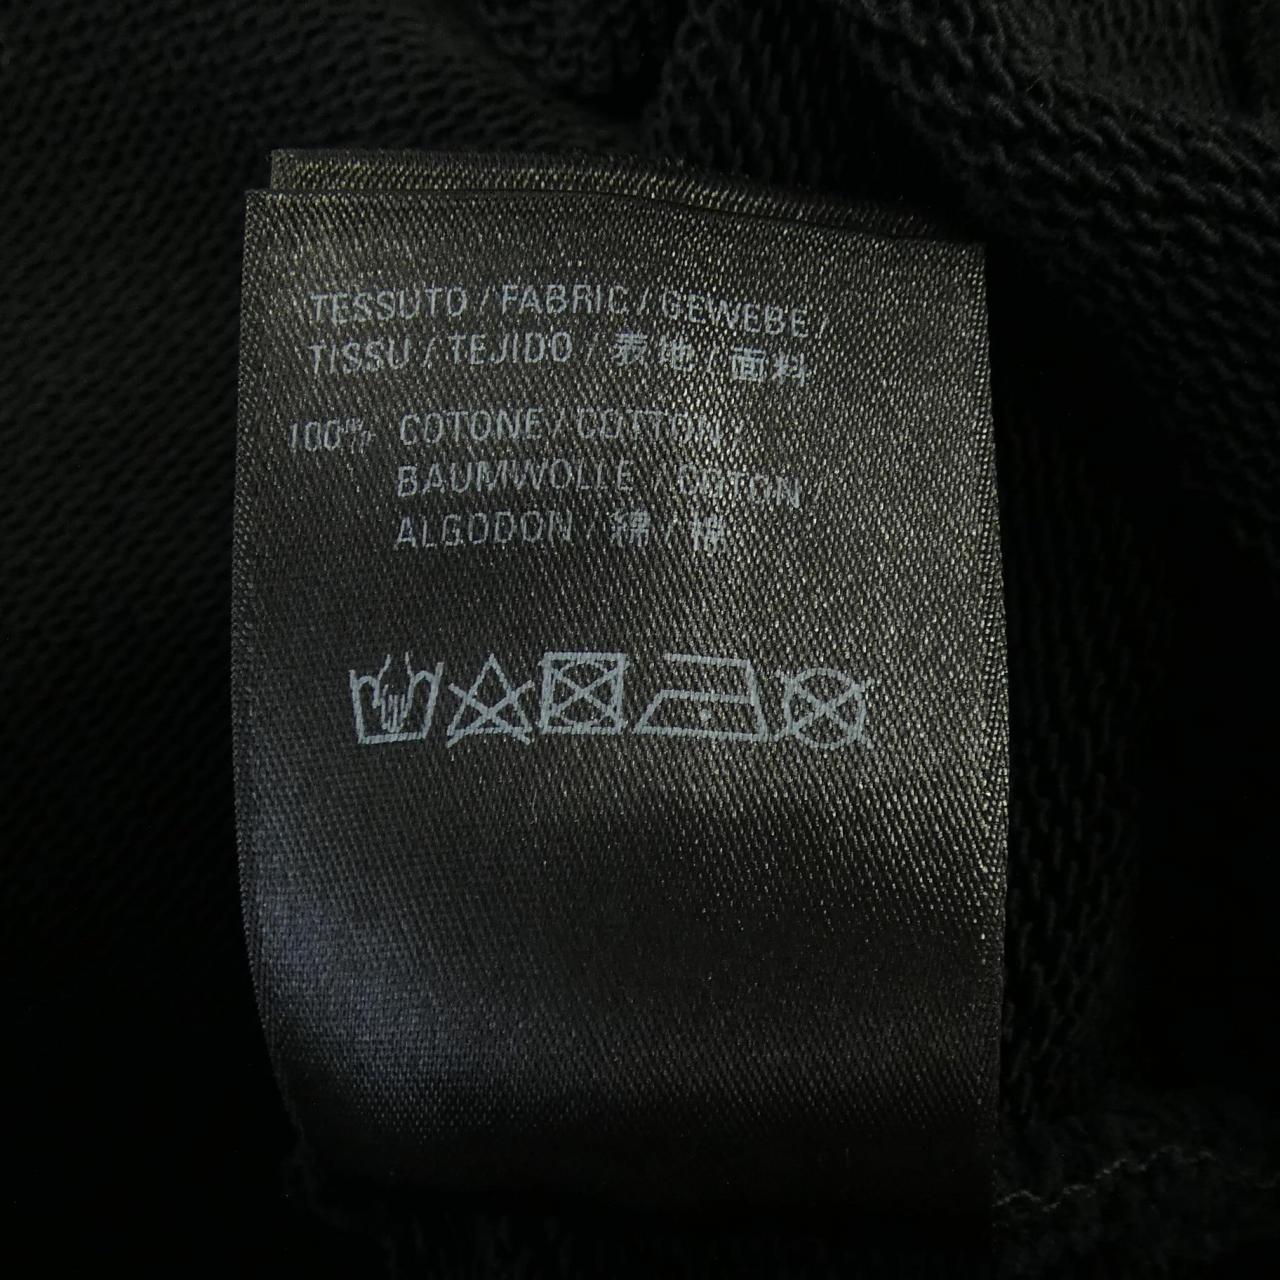 TESSUTO / FABRIC / GEWEBE /
TISSU / TEJIDO / 表地 / 面料
100% COTONE / COTTON /
BAUMWOLLE / COTON /
ALGODON / 綿 / 棉